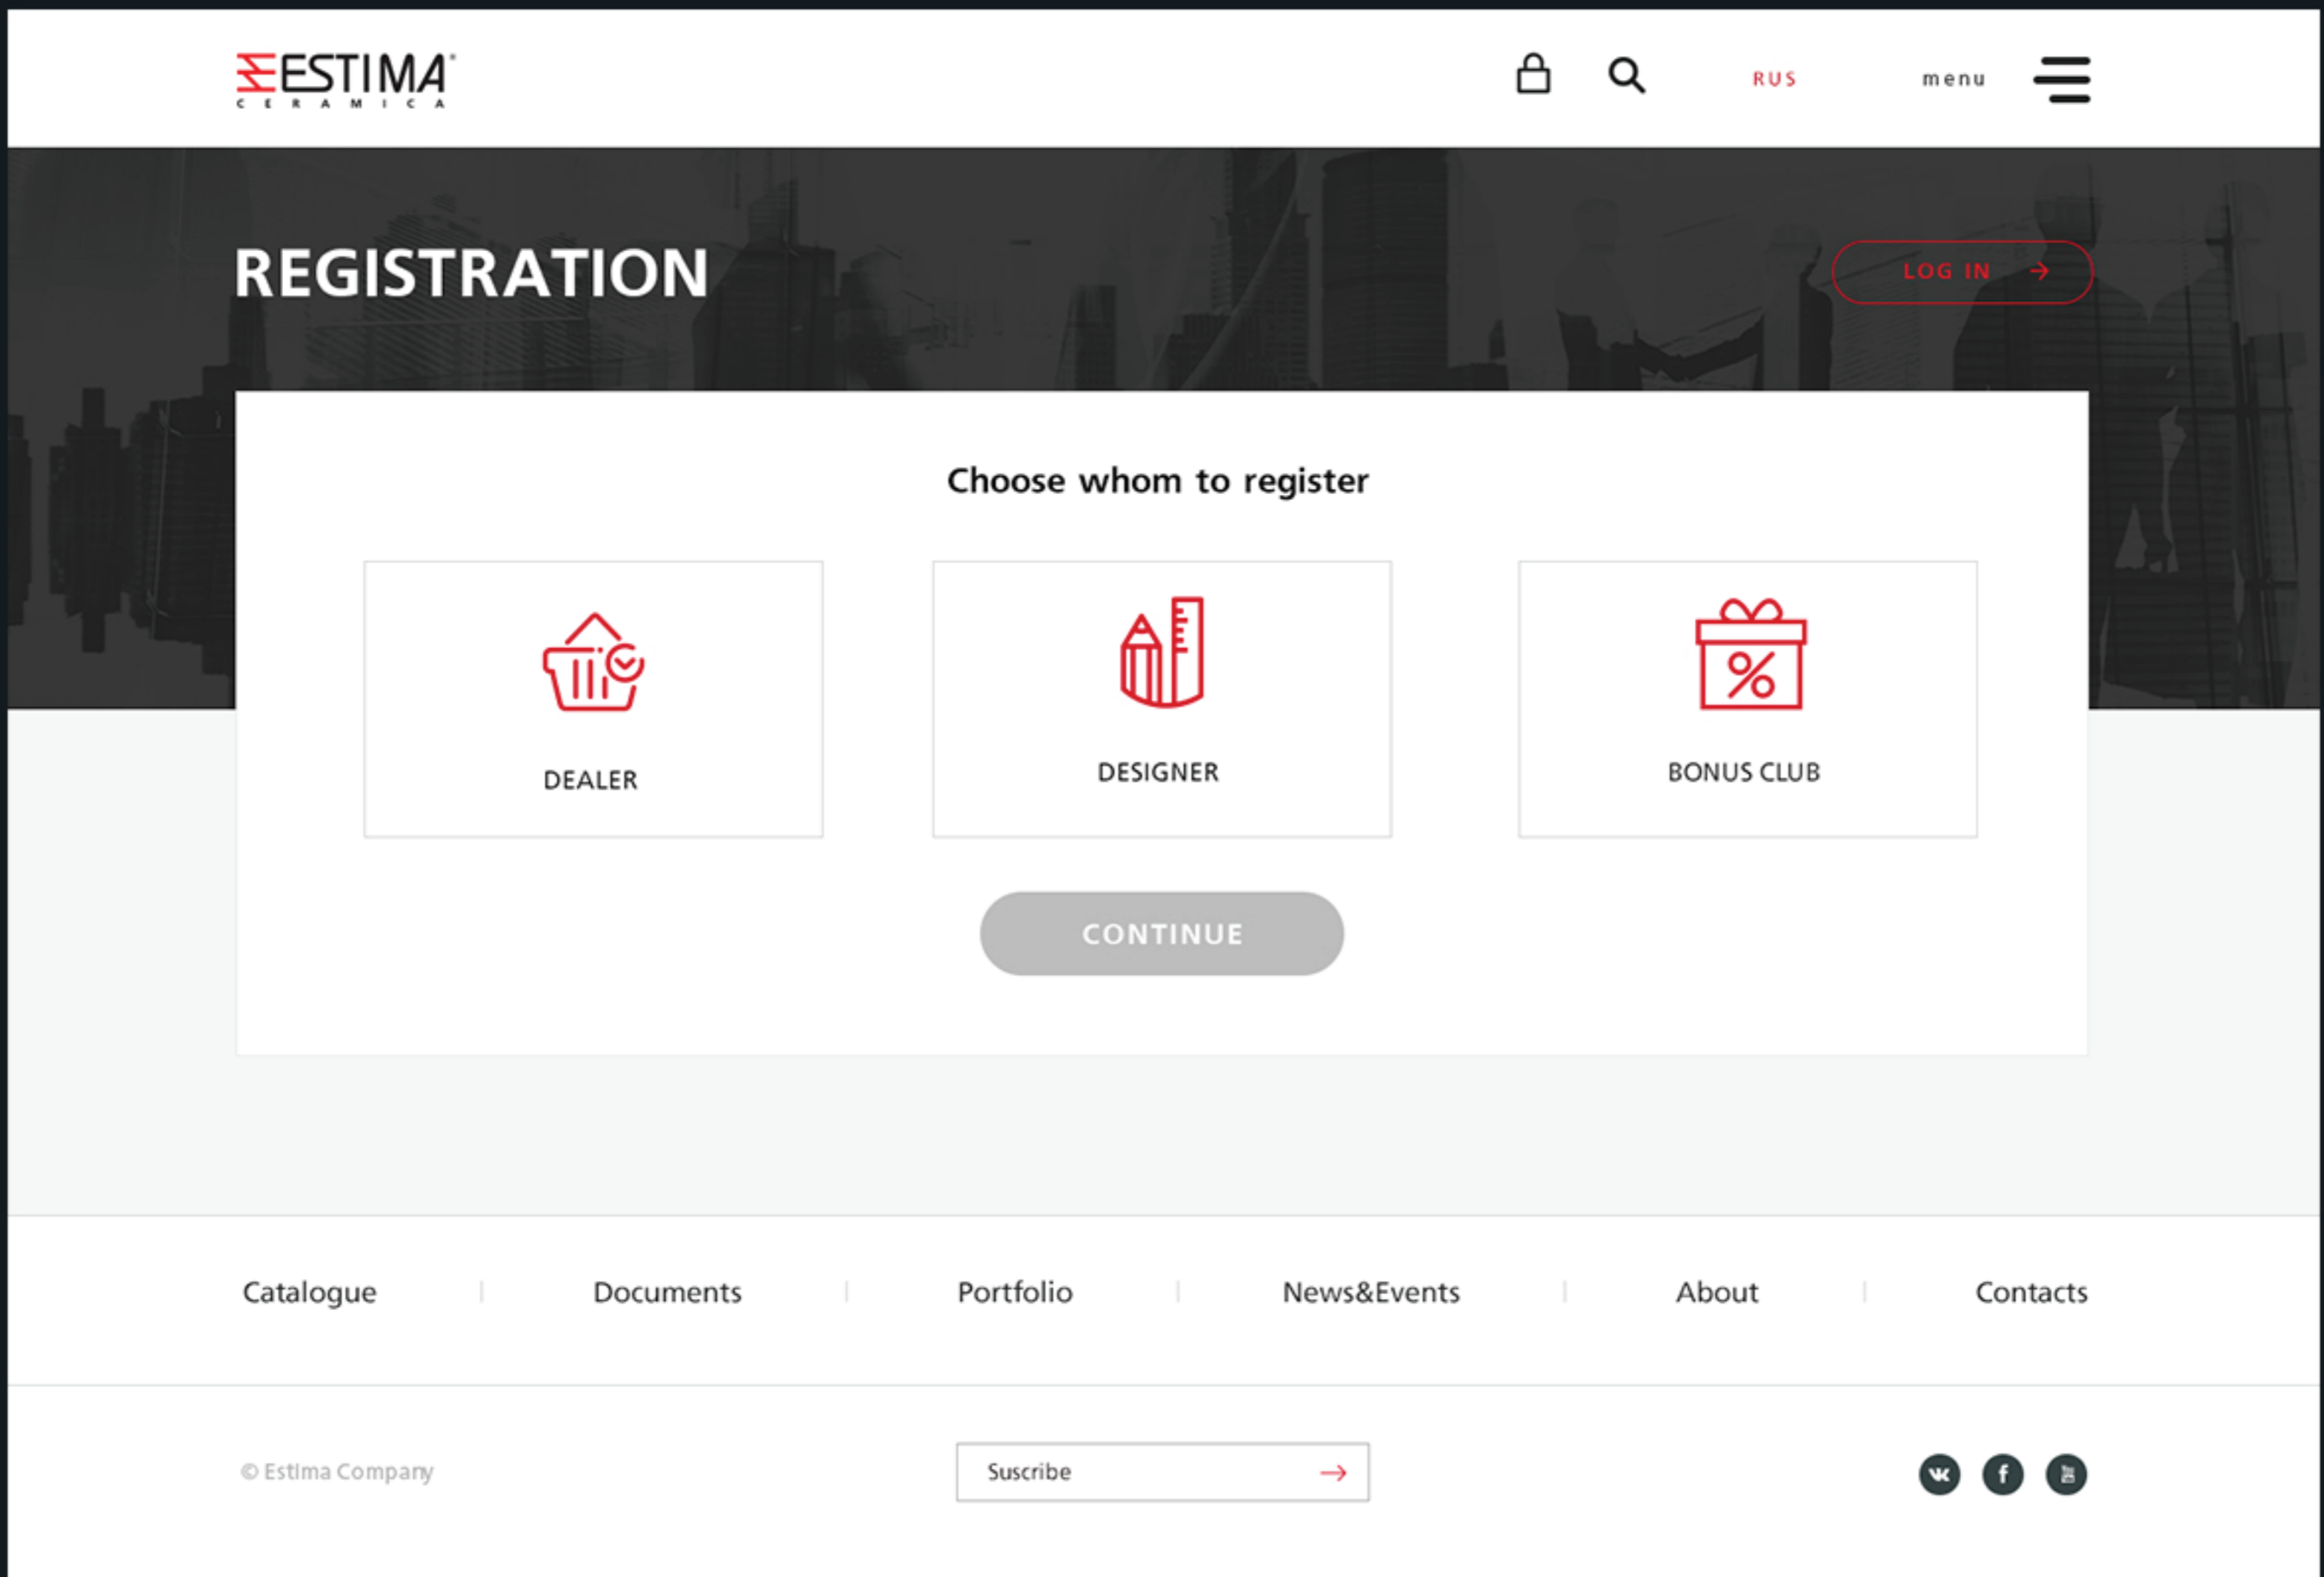 ESTIMA
CERAMICA
RUS
menu
REGISTRATION
LOG IN
Choose whom to register
DEALER
DESIGNER
BONUS CLUB
CONTINUE
Catalogue
Documents
Portfolio
News&Events
About
Contacts
© EstIma Company
Suscribe